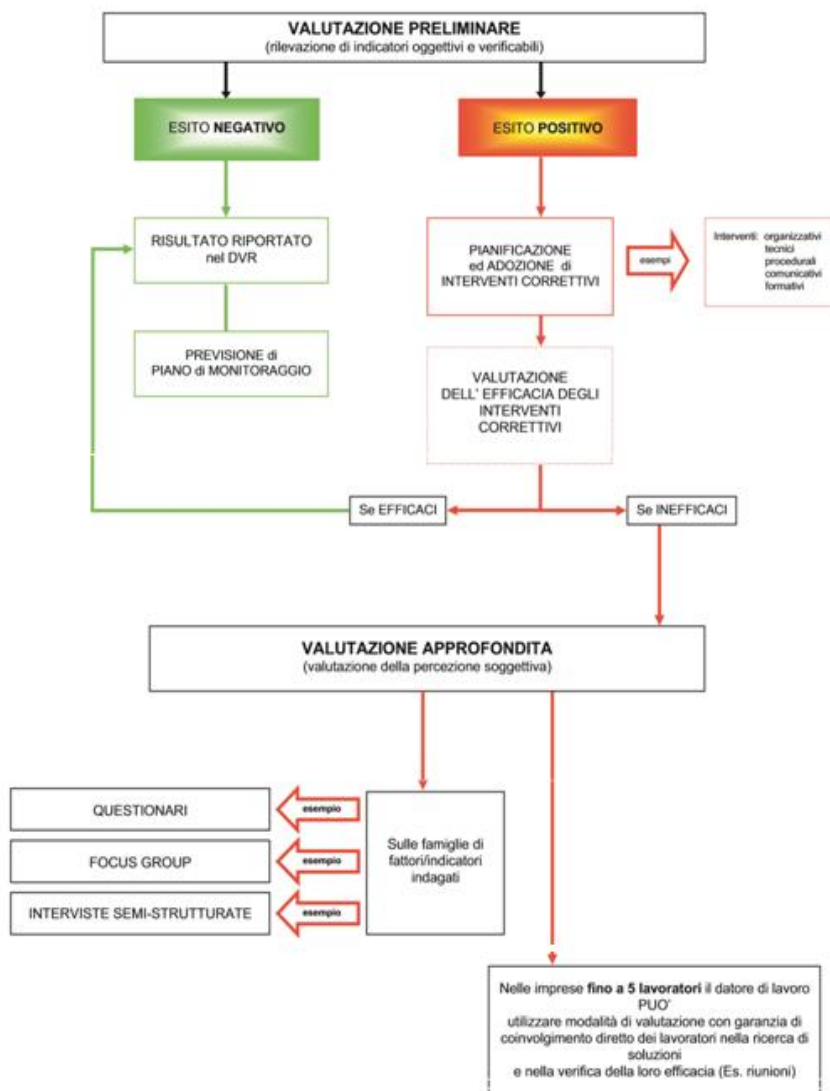 VALUTAZIONE PRELIMINARE
(rilevazione di indicatori oggettivi e verificabili)
ESITO NEGATIVO
ESITO POSITIVO
RISULTATO RIPORTATO
nel DVR
PIANIFICAZIONE
ed ADOZIONE di
INTERVENTI CORRETTIVI
esempi
Interventi: organizzativi
tecnici
procedurali
comunicativi
formativi
PREVISIONE di
PIANO di MONITORAGGIO
VALUTAZIONE
DELL' EFFICACIA DEGLI
INTERVENTI
CORRETTIVI
Se EFFICACI
Se INEFFICACI
VALUTAZIONE APPROFONDITA
(valutazione della percezione soggettiva)
QUESTIONARI
esempio
FOCUS GROUP
esempio
INTERVISTE SEMI-STRUTTURATE
esempio
Sulle famiglie di
fattori/indicatori
indagati
Nelle imprese fino a 5 lavoratori il datore di lavoro
PUO'
utilizzare modalità di valutazione con garanzia di
coinvolgimento diretto dei lavoratori nella ricerca di
soluzioni
e nella verifica della loro efficacia (Es. riunioni)